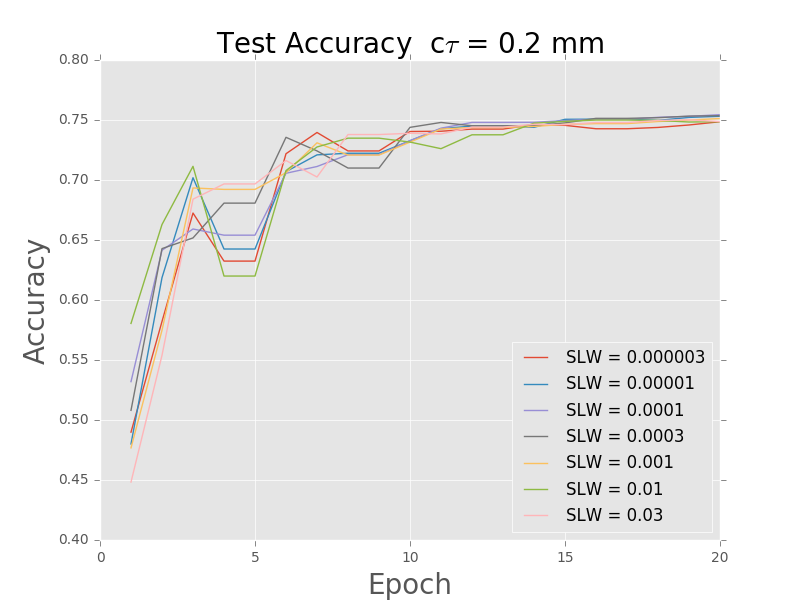 Test Accuracy cτ = 0.2 mm
0.80
0.75
0.70
0.65
0.60
0.55
0.50
0.45
0.40
Accuracy
SLW = 0.000003
SLW = 0.00001
SLW = 0.0001
SLW = 0.0003
SLW = 0.001
SLW = 0.01
SLW = 0.03
0 5 10 15 20
Epoch